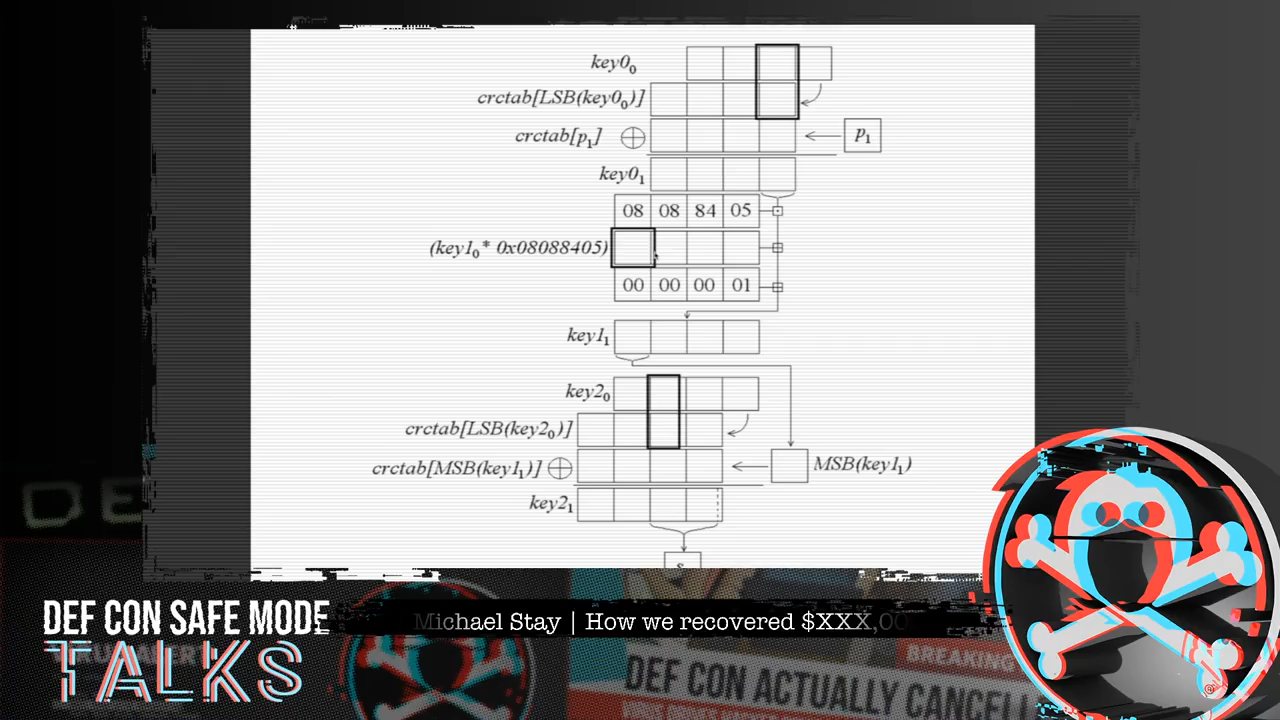 key0₀
crctab[LSB(key0₀)]
crctab[p₁] ⊕ p₁
key0₁
08 08 84 05
(key1₀* 0x08088405)
00 00 00 01
key1₁
key2₀
crctab[LSB(key2₀)]
crctab[MSB(key1₁)] ⊕ MSB(key1₁)
key2₁
DEF CON SAFE MODE
TALKS
Michael Stay | How we recovered $XXX,00
BREAKING
DEF CON ACTUALLY CANCELL